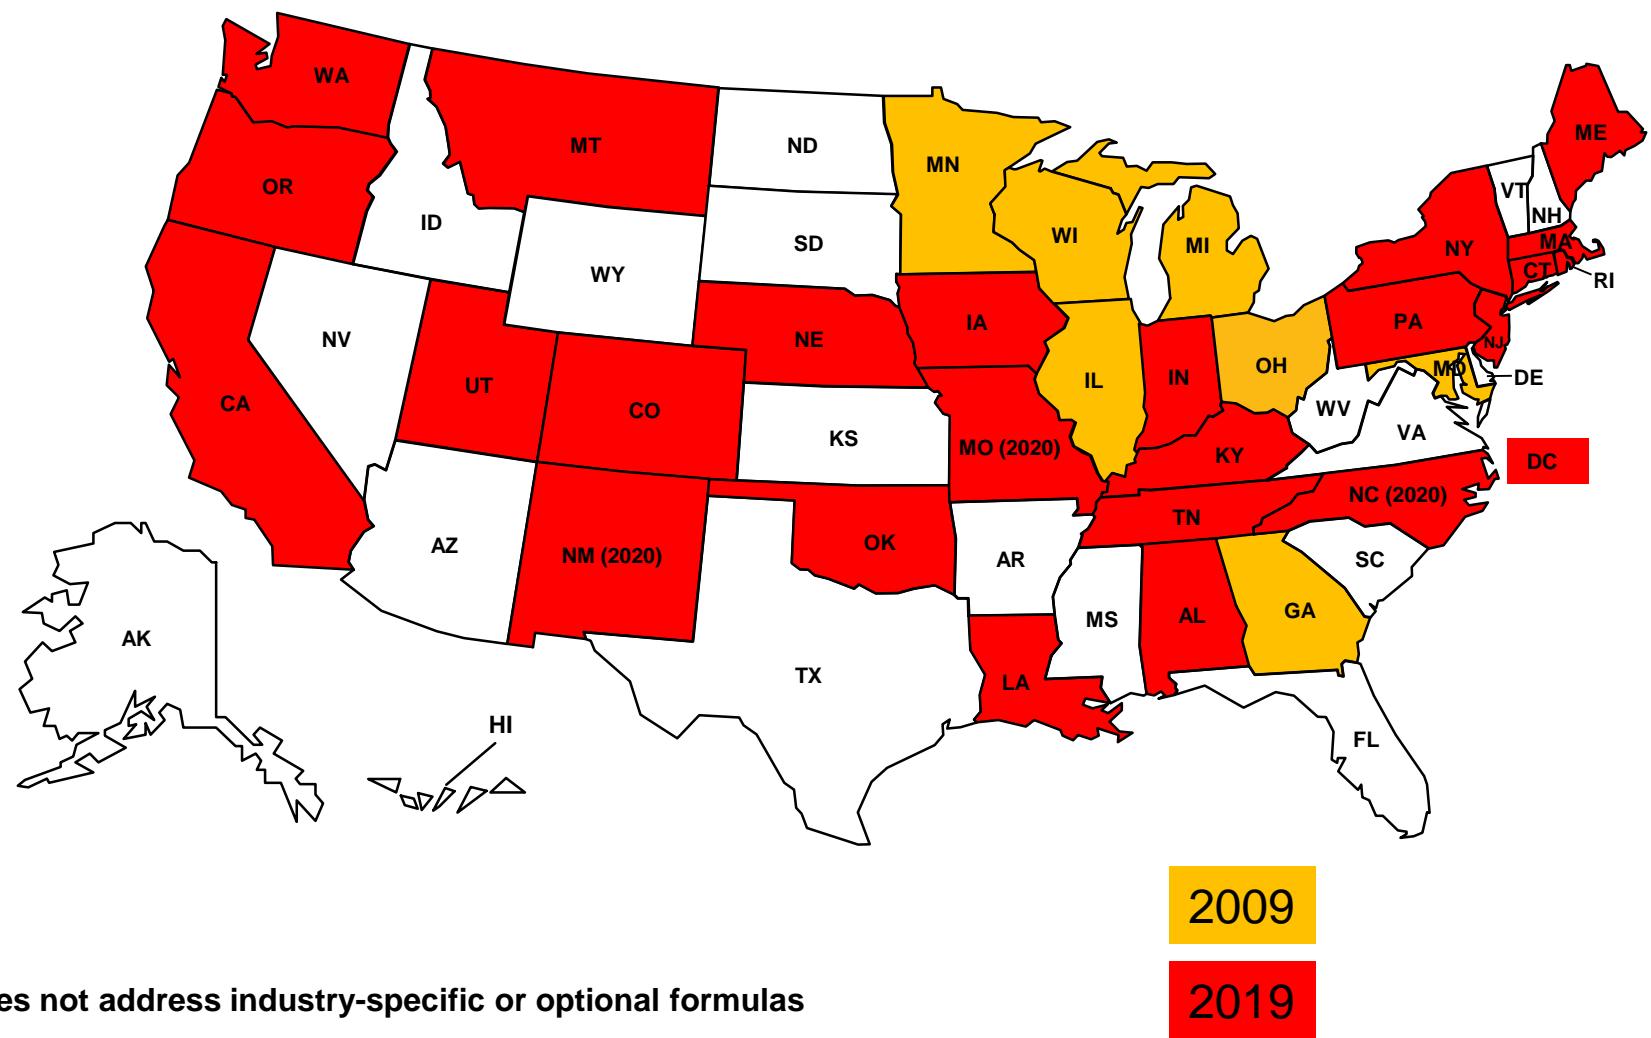 WA
MT
ND
MN
ME
OR
ID
SD
WI
MI
VT
NH
NY
MA
WY
CT
RI
NV
UT
NE
IA
PA
NJ
CA
CO
IL
IN
OH
MD
DE
KS
MO (2020)
WV
VA
KY
DC
NC (2020)
TN
AZ
NM (2020)
OK
AR
SC
MS
AL
GA
AK
TX
LA
HI
FL
2009
2019
es not address industry-specific or optional formulas